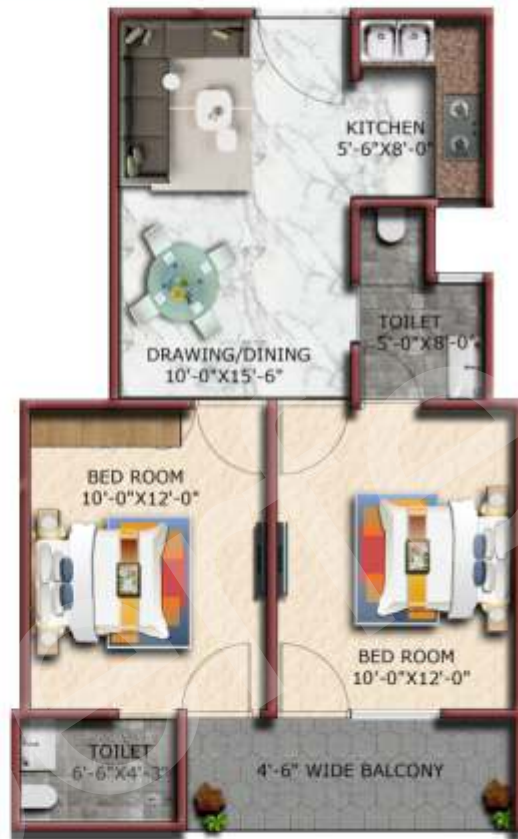 KITCHEN
5'-6"X8'-0"
TOILET
5'-0"X8'-0"
DRAWING/DINING
10'-0"X15'-6"
BED ROOM
10'-0"X12'-0"
BED ROOM
10'-0"X12'-0"
TOILET
6'-6"X4'-3"
4'-6" WIDE BALCONY